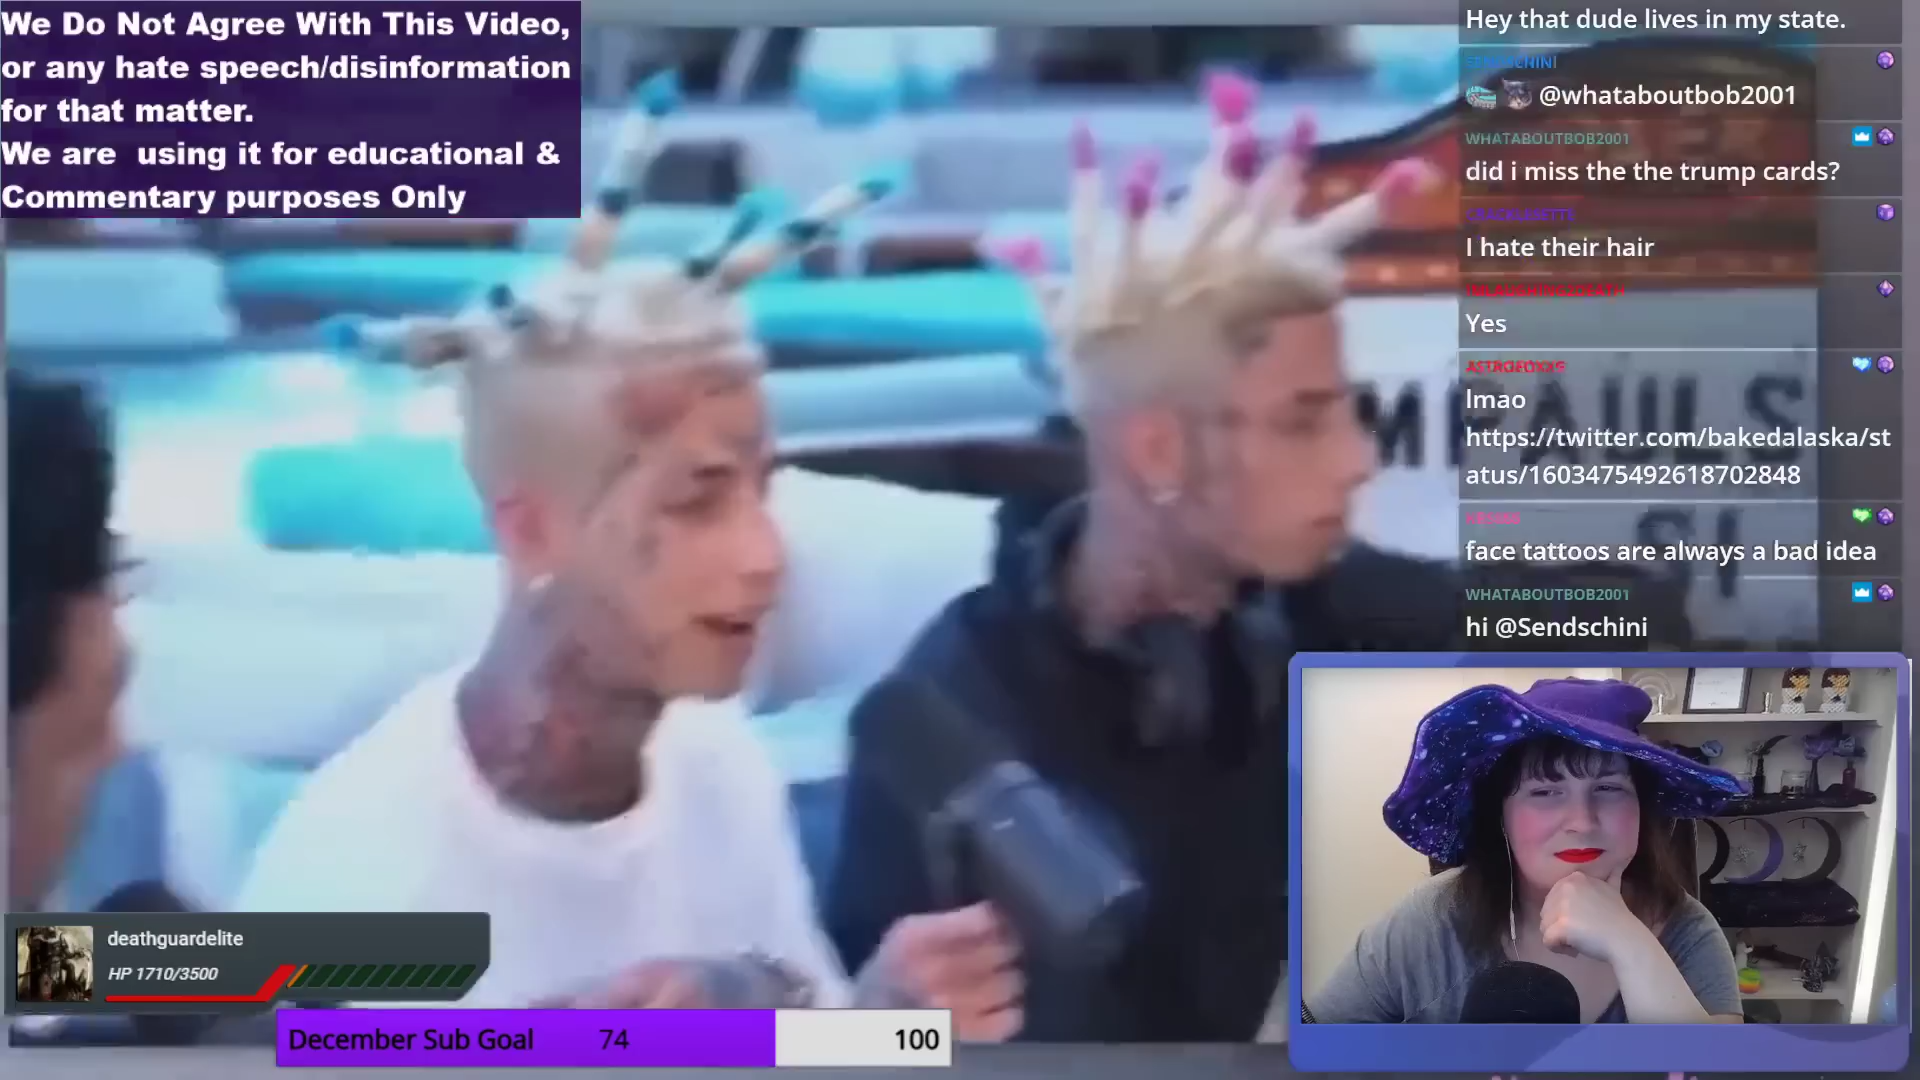 We Do Not Agree With This Video,
or any hate speech/disinformation
for that matter.
We are using it for educational &
Commentary purposes Only
Hey that dude lives in my state.
SENDSCHINI
@whataboutbob2001
WHATABOUTBOB2001
did i miss the the trump cards?
I hate their hair
IMLAUGHING2DEATH
Yes
lmao
https://twitter.com/bakedalaska/st
atus/1603475492618702848
face tattoos are always a bad idea
WHATABOUTBOB2001
hi @Sendschini
MPAULS
deathguardelite
HP 1710/3500
December Sub Goal 74 100